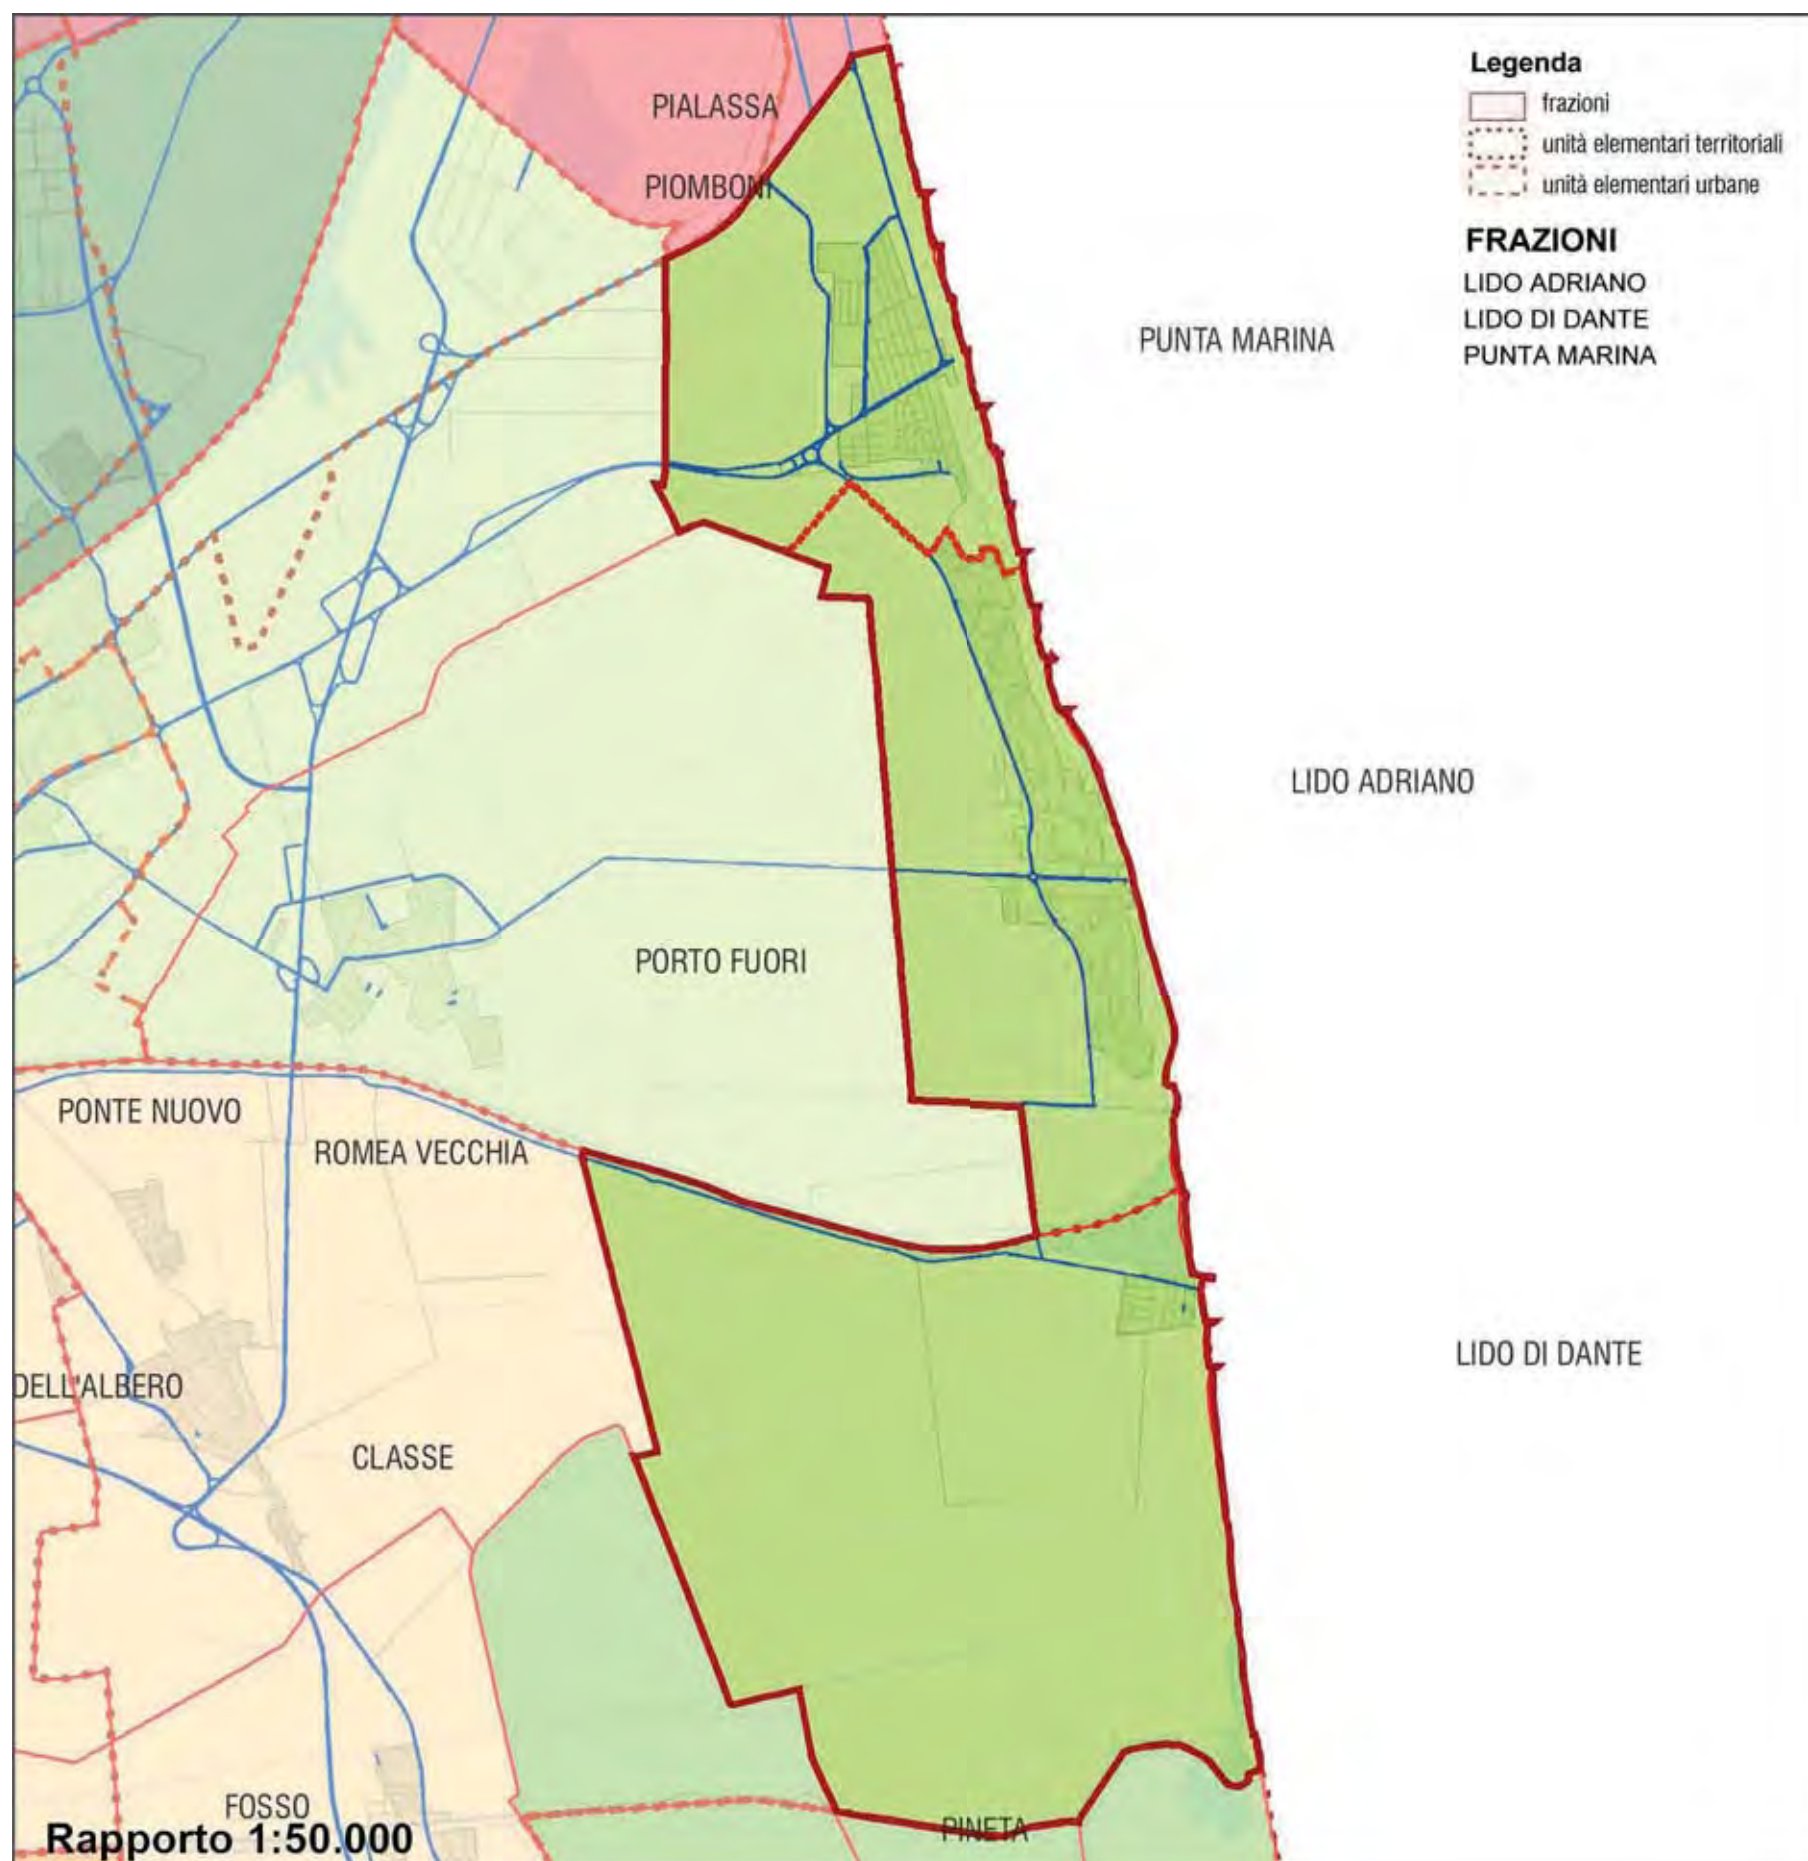 Legenda
frazioni
unità elementari territoriali
unità elementari urbane
FRAZIONI
LIDO ADRIANO
LIDO DI DANTE
PUNTA MARINA
PIALASSA
PIOMBONI
PUNTA MARINA
LIDO ADRIANO
PORTO FUORI
PONTE NUOVO
ROMEA VECCHIA
LIDO DI DANTE
DELL'ALBERO
CLASSE
FOSSO
PINETA
Rapporto 1:50.000